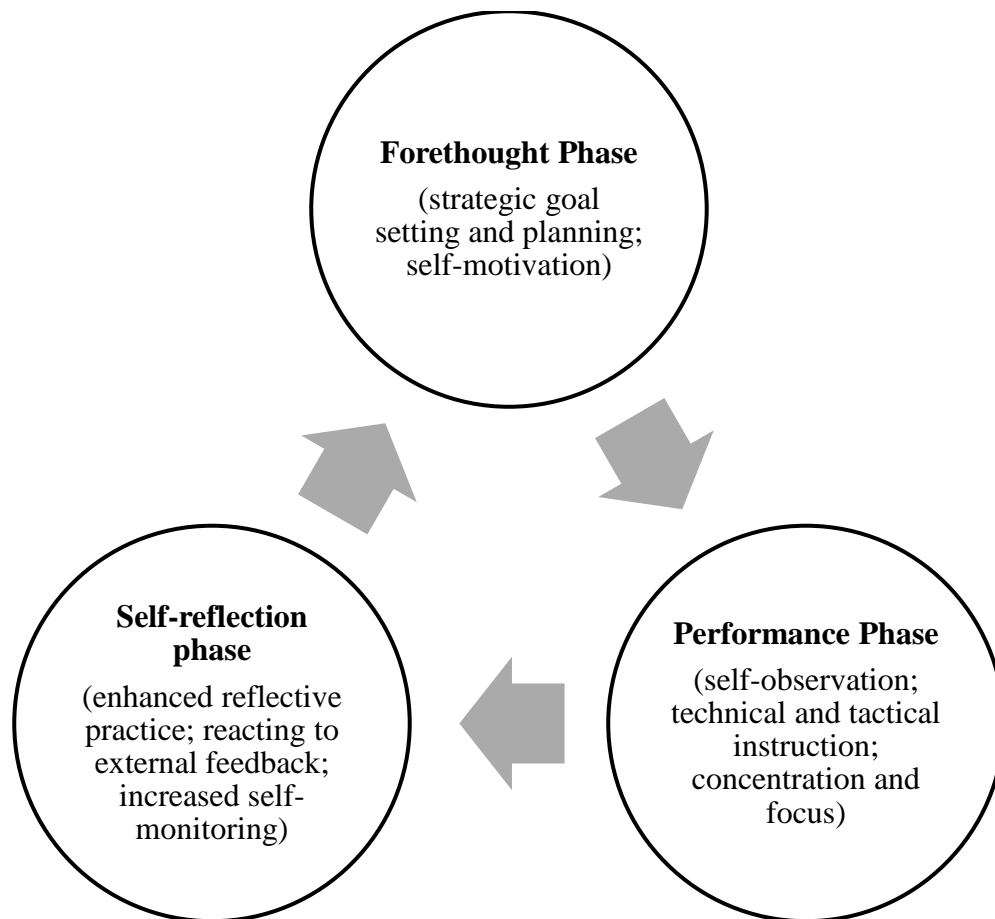 Forethought Phase
(strategic goal
setting and planning;
self-motivation)
Self-reflection
phase
(enhanced reflective
practice; reacting to
external feedback;
increased self-
monitoring)
Performance Phase
(self-observation;
technical and tactical
instruction;
concentration and
focus)